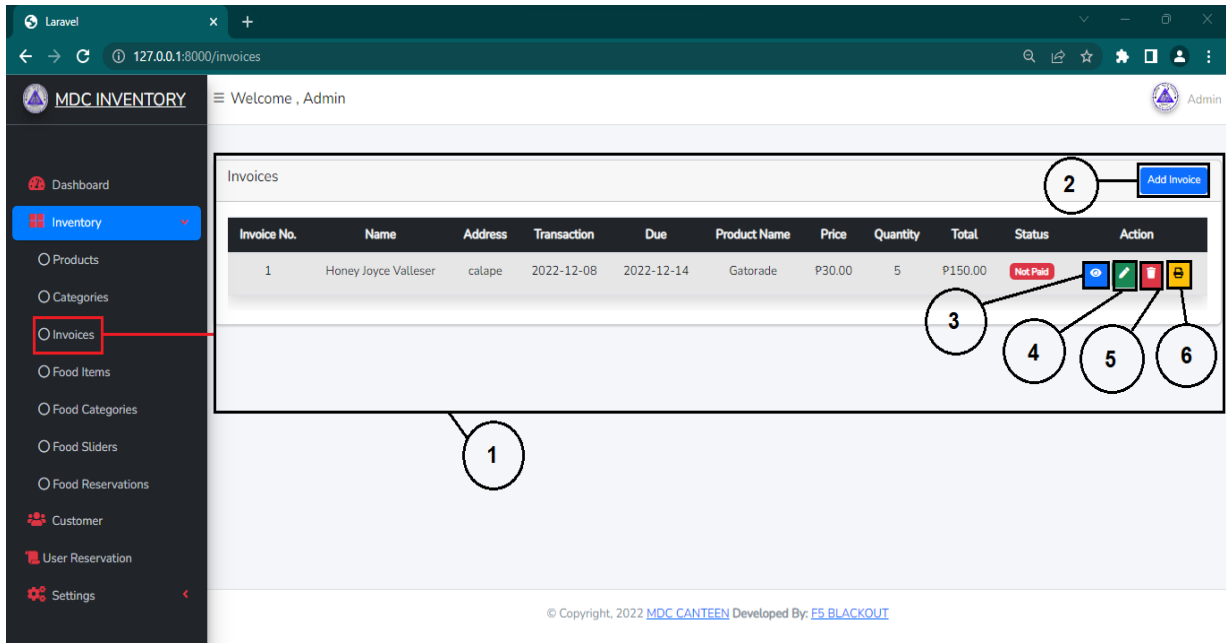 Laravel
127.0.0.1:8000/invoices
MDC INVENTORY
Welcome , Admin
Admin
Dashboard
Inventory
Products
Categories
Invoices
Food Items
Food Categories
Food Sliders
Food Reservations
Customer
User Reservation
Settings
Invoices
2
Add Invoice
Invoice No. Name Address Transaction Due Product Name Price Quantity Total Status Action
1 Honey Joyce Valleser calape 2022-12-08 2022-12-14 Gatorade ₱30.00 5 ₱150.00 Not Paid
3
4
5
6
1
© Copyright, 2022 MDC CANTEEN Developed By: F5 BLACKOUT